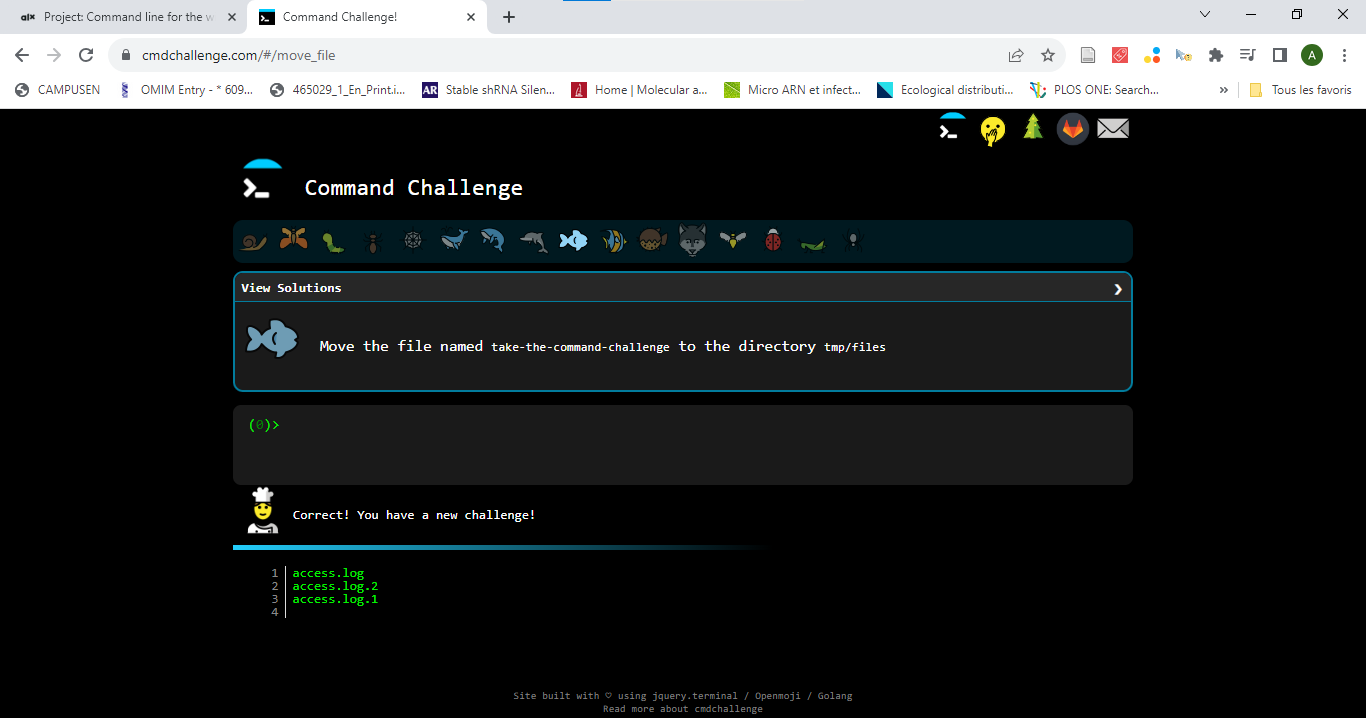 alx Project: Command line for the w
Command Challenge!
cmdchallenge.com/#/move_file
A
CAMPUSEN
OMIM Entry - * 609...
465029_1_En_Print.i...
AR Stable shRNA Silen...
Home | Molecular a...
Micro ARN et infect...
Ecological distributi...
PLOS ONE: Search...
»
Tous les favoris
Command Challenge
View Solutions
Move the file named take-the-command-challenge to the directory tmp/files
(0)>
Correct! You have a new challenge!
1 access.log
2 access.log.2
3 access.log.1
4
Site built with ♡ using jquery.terminal / Openmoji / Golang
Read more about cmdchallenge